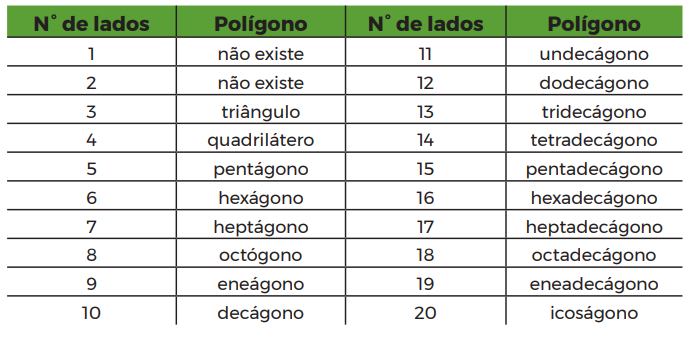 N° de lados Polígono N° de lados Polígono
1 não existe 11 undecágono
2 não existe 12 dodecágono
3 triângulo 13 tridecágono
4 quadrilátero 14 tetradecágono
5 pentágono 15 pentadecágono
6 hexágono 16 hexadecágono
7 heptágono 17 heptadecágono
8 octógono 18 octadecágono
9 eneágono 19 eneadecágono
10 decágono 20 icoságono